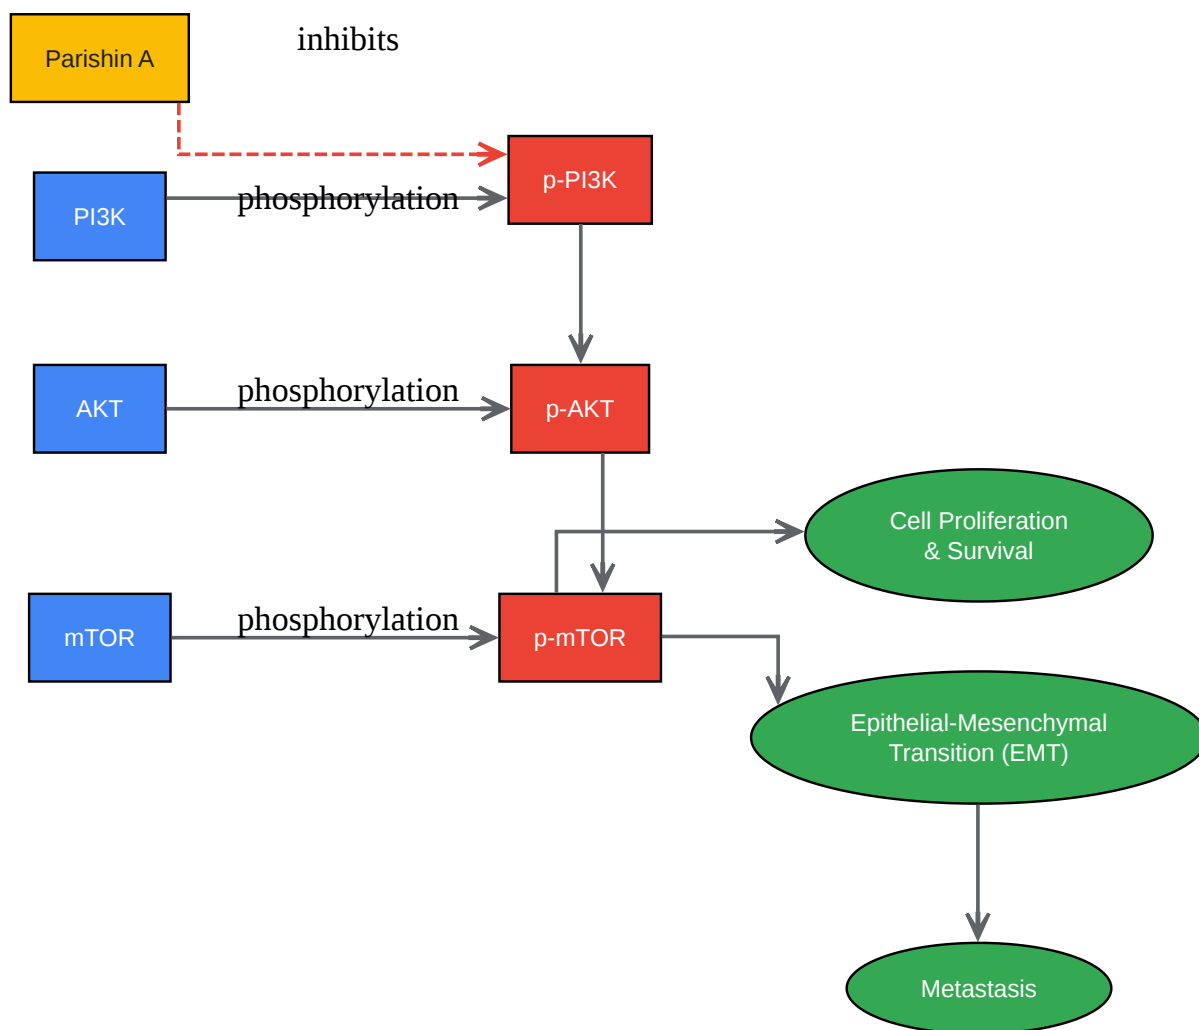 Parishin A
inhibits
PI3K
phosphorylation
p-PI3K
AKT
phosphorylation
p-AKT
Cell Proliferation
& Survival
mTOR
phosphorylation
p-mTOR
Epithelial-Mesenchymal
Transition (EMT)
Metastasis